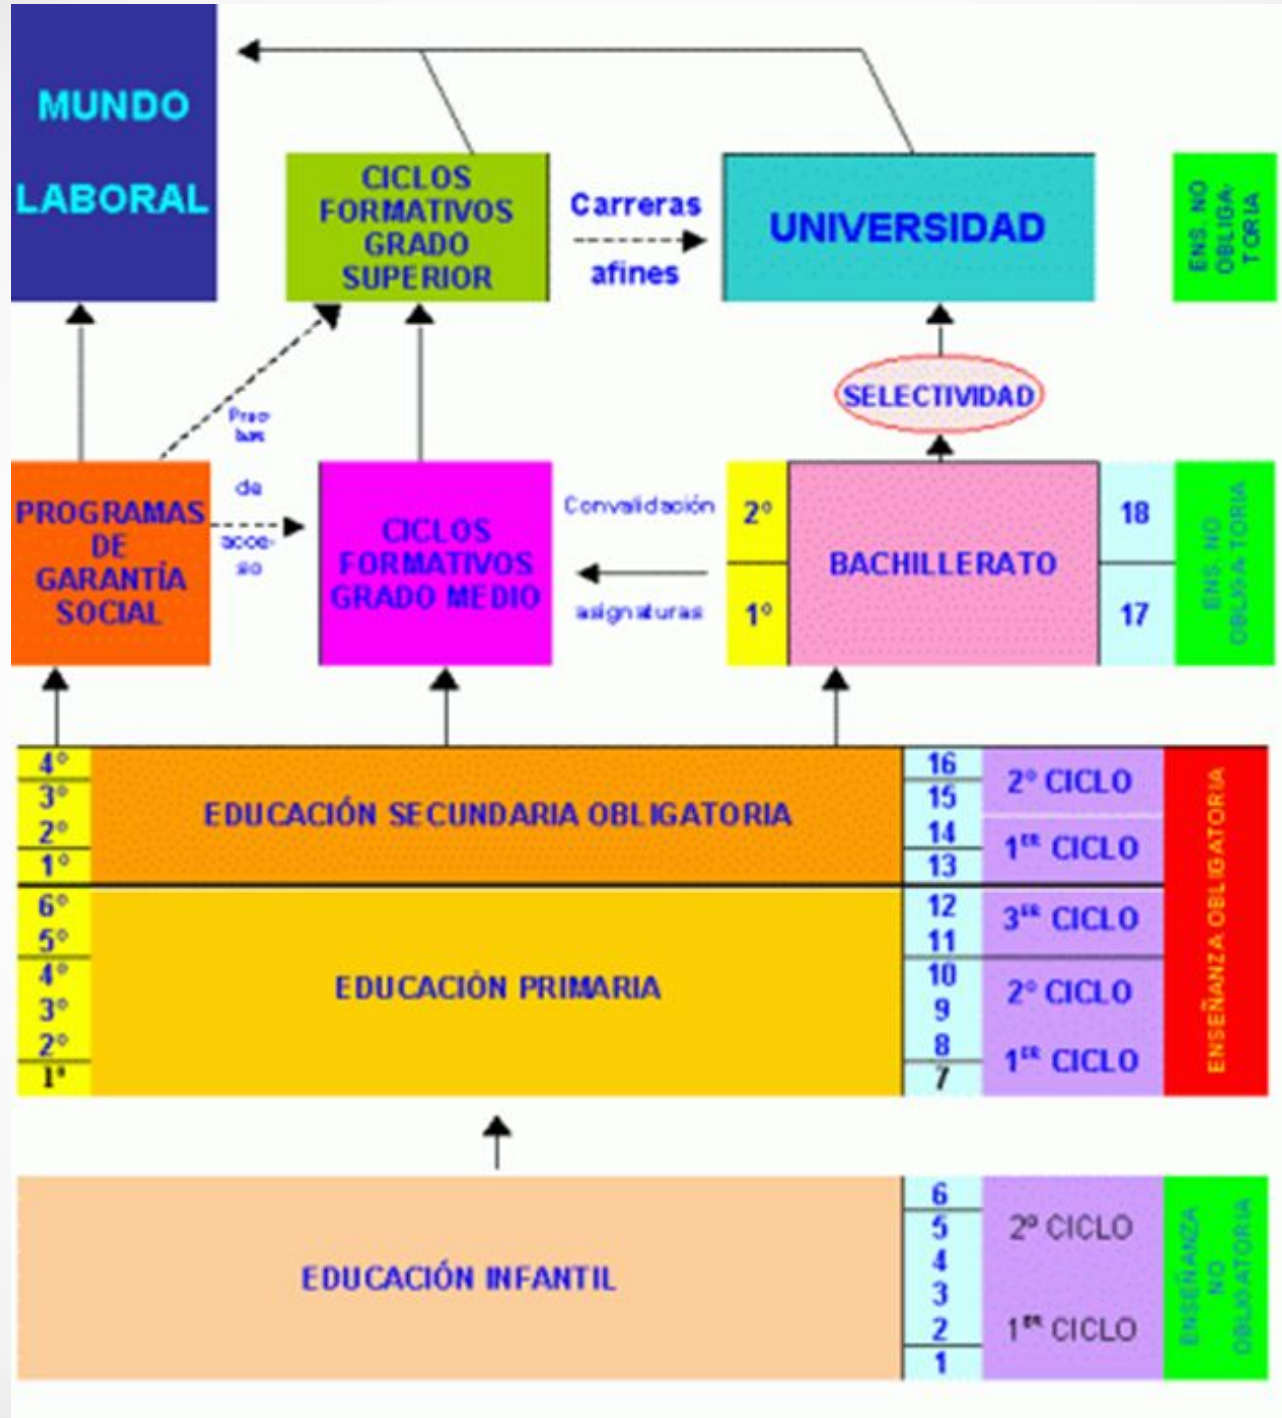 MUNDO
LABORAL
CICLOS
FORMATIVOS
GRADO
SUPERIOR
Carreras
afines
UNIVERSIDAD
ENS. NO
OBLIGA-
TORIA
SELECTIVIDAD
Prue-
bas
de
acce-
so
PROGRAMAS
DE
GARANTÍA
SOCIAL
CICLOS
FORMATIVOS
GRADO MEDIO
Convalidación
asignaturas
2º
1º
BACHILLERATO
18
17
ENS. NO
OBLIGATORIA
4º
3º
2º
1º
EDUCACIÓN SECUNDARIA OBLIGATORIA
16
15
14
13
2º CICLO
1ER CICLO
6º
5º
4º
3º
2º
1º
EDUCACIÓN PRIMARIA
12
11
10
9
8
7
3ER CICLO
2º CICLO
1ER CICLO
ENSEÑANZA OBLIGATORIA
EDUCACIÓN INFANTIL
6
5
4
3
2
1
2º CICLO
1ER CICLO
ENSEÑANZA
NO
OBLIGATORIA